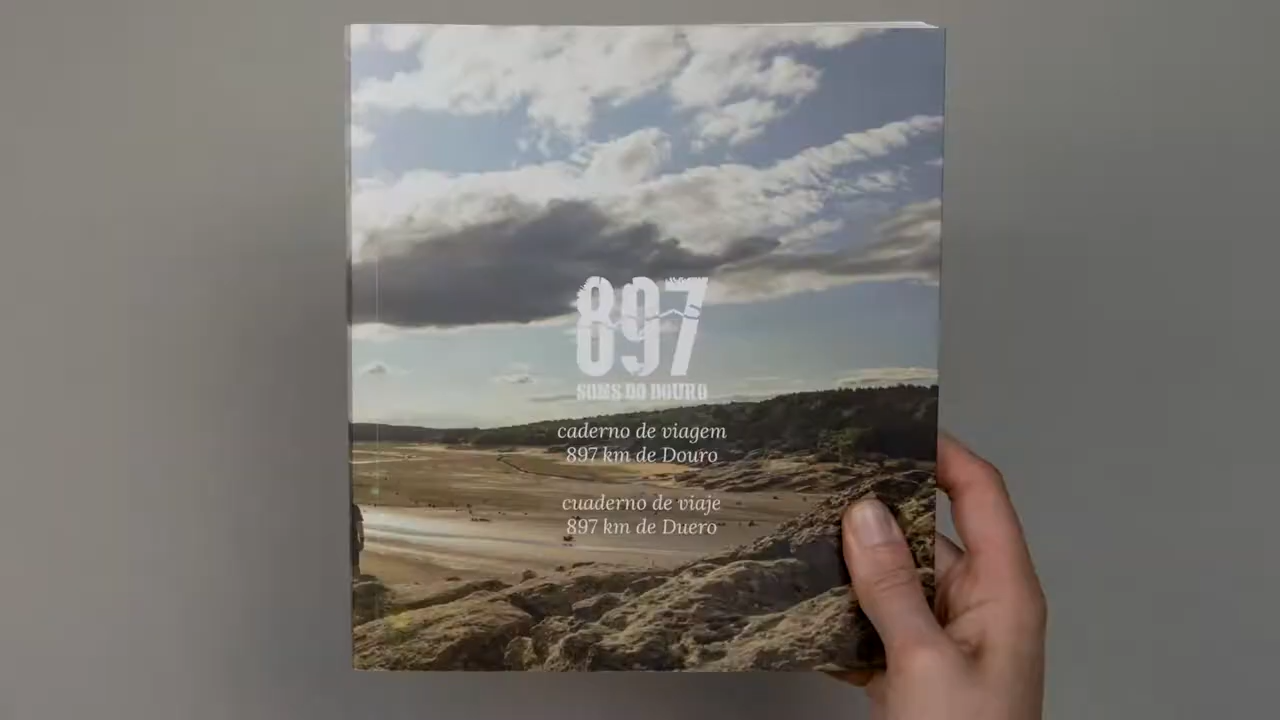 897
SONS DO DOURO
caderno de viagem
897 km de Douro
cuaderno de viaje
897 km de Duero